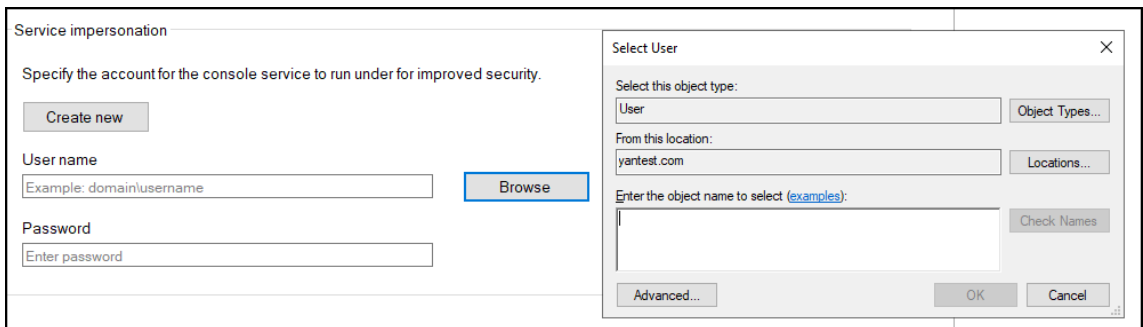 Service impersonation
Specify the account for the console service to run under for improved security.
Create new
User name
Example: domain\username
Browse
Password
Enter password
Select User
Select this object type:
User
Object Types...
From this location:
yantest.com
Locations...
Enter the object name to select (examples):
Check Names
Advanced...
OK
Cancel